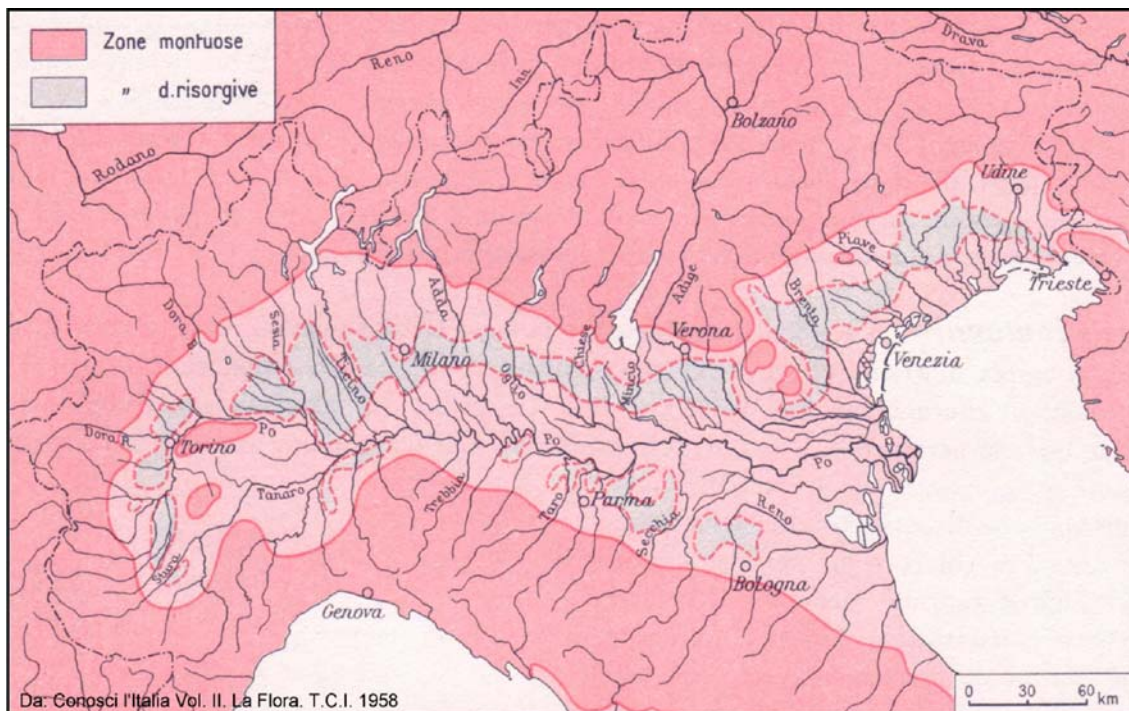 Zone montuose
" d. risorgive
Reno
Inn
Drava
Bolzano
Rodano
Udine
Piave
Trieste
Dora B.
Sesia
Ticino
Adda
Milano
Oglio
Chiese
Mincio
Adige
Verona
Brenta
Venezia
Dora R.
Torino
Po
Po
Po
Tanaro
Trebbia
Taro
Parma
Secchia
Reno
Stura
Bologna
Genova
0 30 60
km
Da: Conosci l'Italia Vol. II. La Flora. T.C.I. 1958